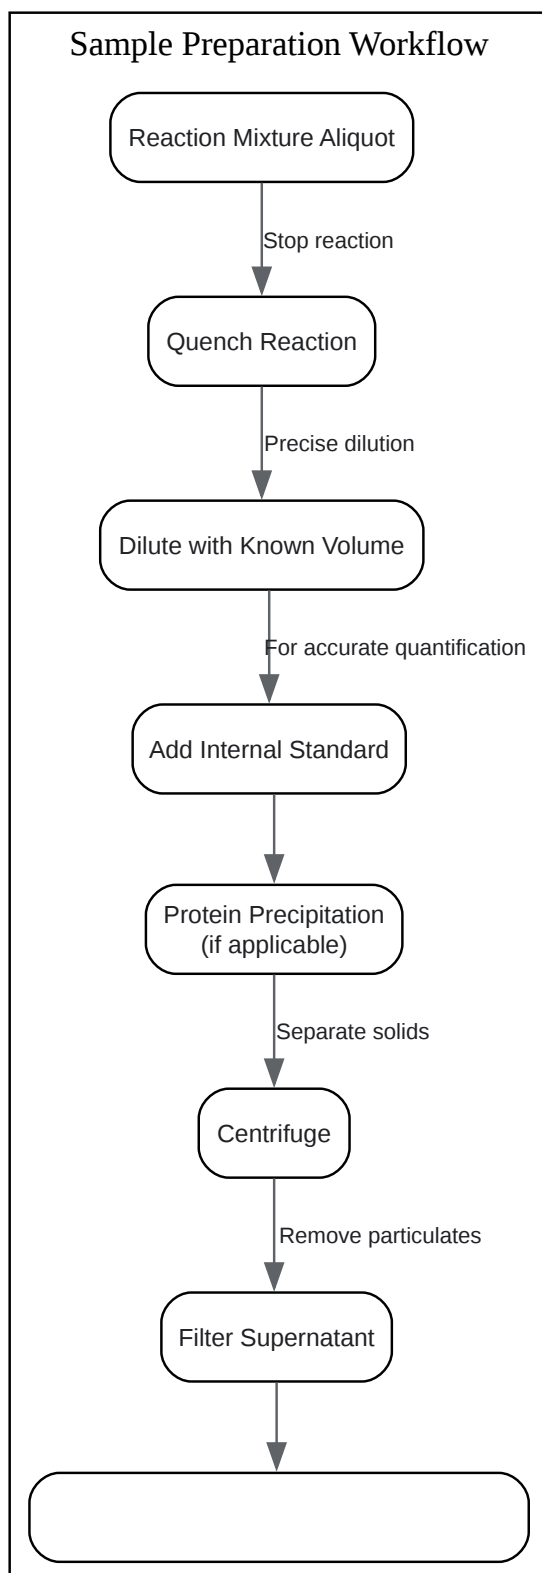 Sample Preparation Workflow
Reaction Mixture Aliquot
Stop reaction
Quench Reaction
Precise dilution
Dilute with Known Volume
For accurate quantification
Add Internal Standard
Protein Precipitation
(if applicable)
Separate solids
Centrifuge
Remove particulates
Filter Supernatant